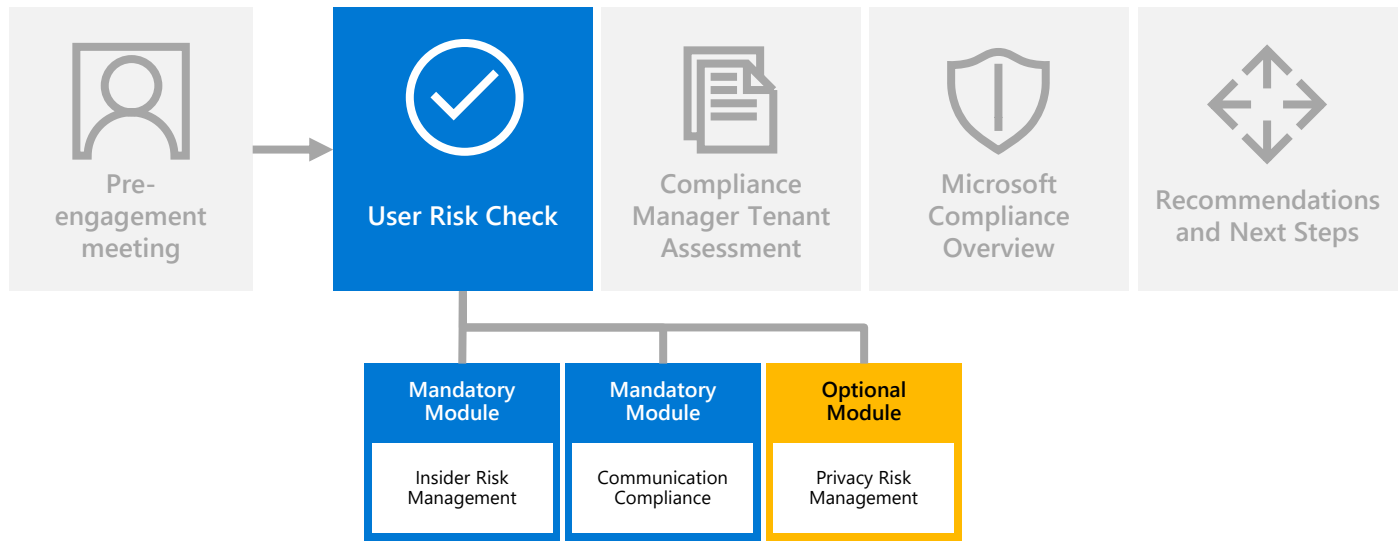 Pre-
engagement
meeting
User Risk Check
Compliance
Manager Tenant
Assessment
Microsoft
Compliance
Overview
Recommendations
and Next Steps
Mandatory
Module
Insider Risk
Management
Mandatory
Module
Communication
Compliance
Optional
Module
Privacy Risk
Management